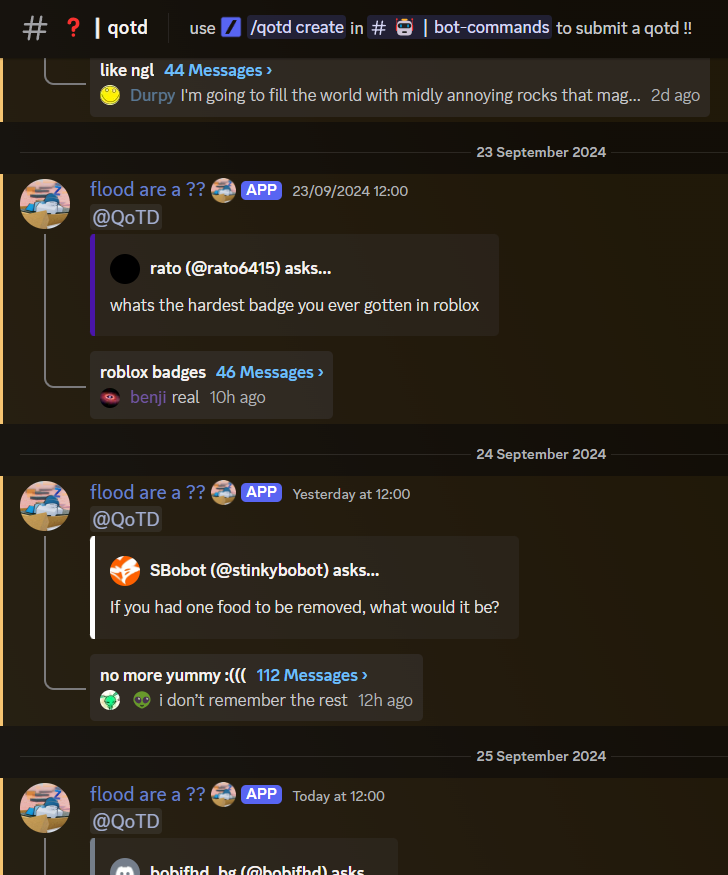 # ❓ | qotd use /qotd create in # 🤖 | bot-commands to submit a qotd !!
like ngl 44 Messages ›
Durpy I'm going to fill the world with midly annoying rocks that mag... 2d ago
23 September 2024
flood are a ?? APP 23/09/2024 12:00
@QoTD
rato (@rato6415) asks...
whats the hardest badge you ever gotten in roblox
roblox badges 46 Messages ›
benji real 10h ago
24 September 2024
flood are a ?? APP Yesterday at 12:00
@QoTD
SBobot (@stinkybobot) asks...
If you had one food to be removed, what would it be?
no more yummy :((( 112 Messages ›
👽 i don't remember the rest 12h ago
25 September 2024
flood are a ?? APP Today at 12:00
@QoTD
bobifhd_bg (@bobifhd) asks...